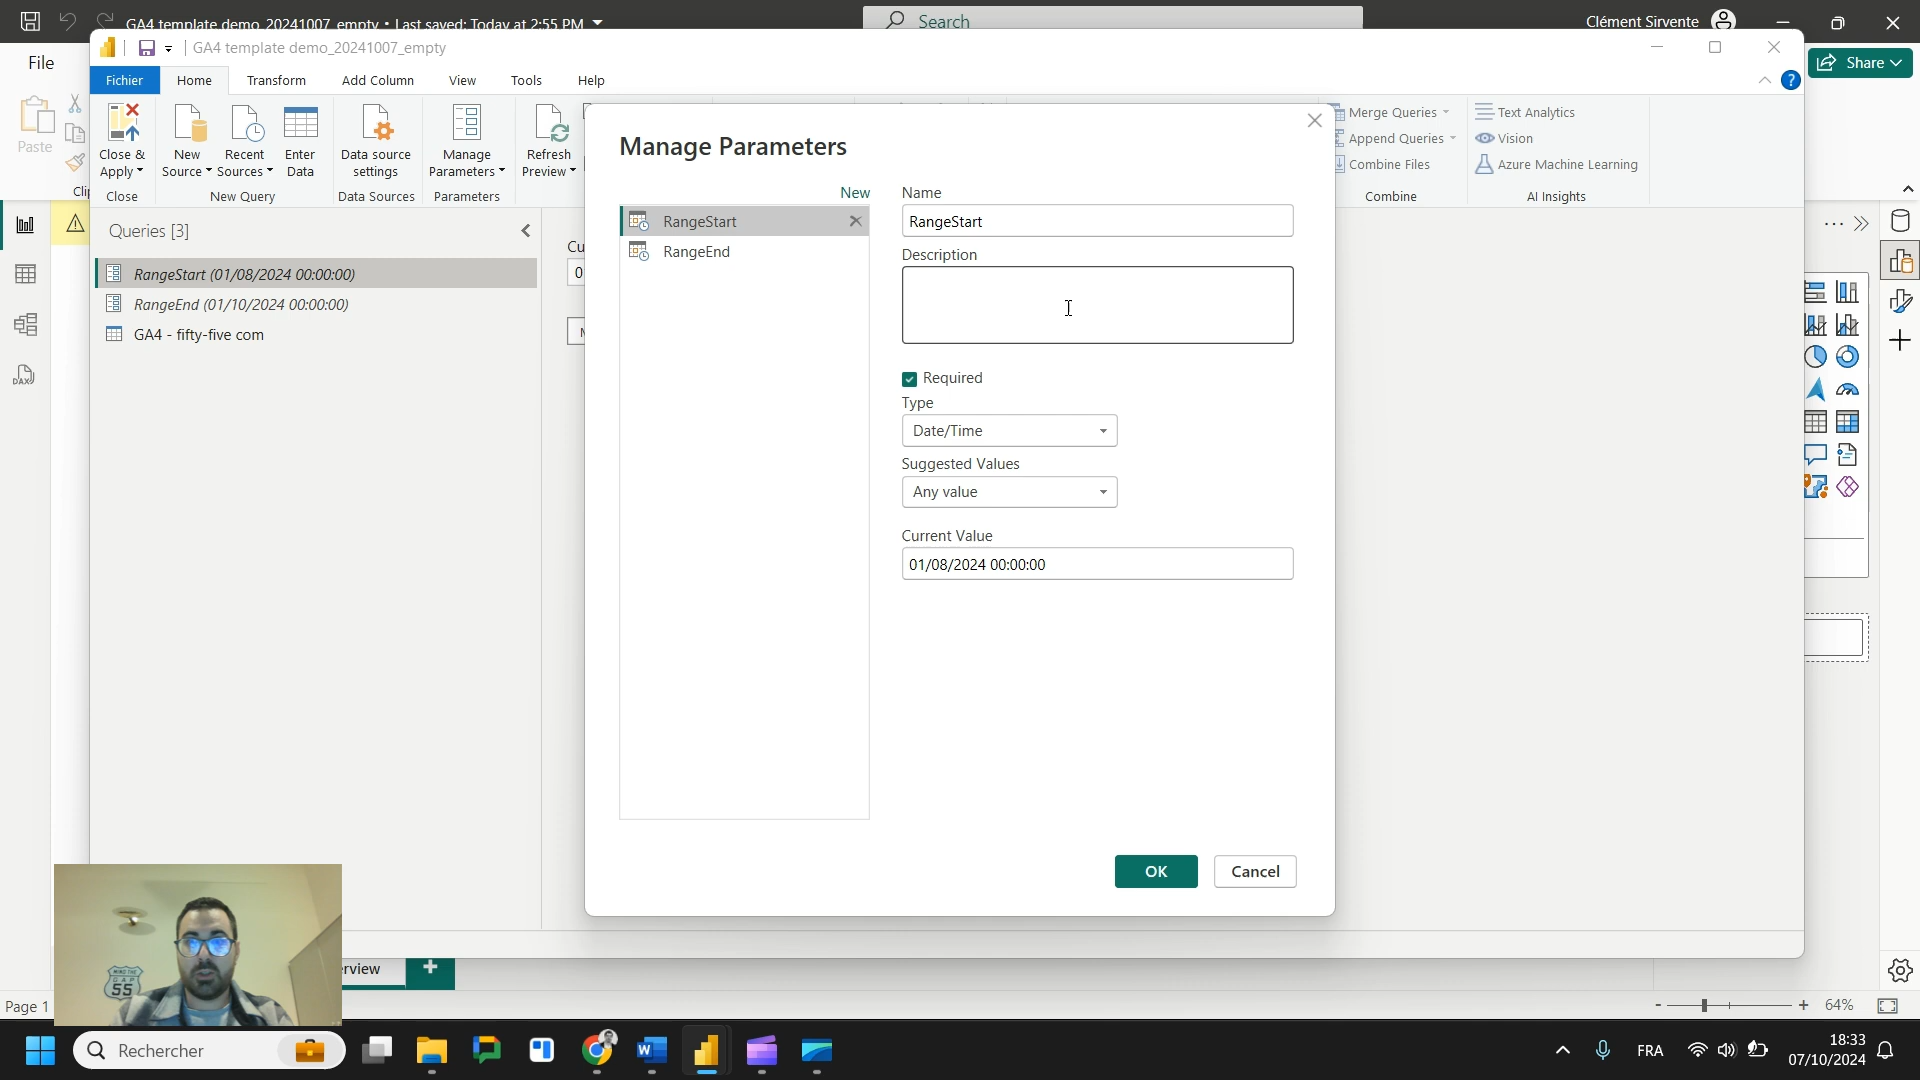 GA4 template demo_20241007_empty • Last saved: Today at 2:55 PM
Search
Clément Sirvente
File
GA4 template demo_20241007_empty
Share
Fichier
Home
Transform
Add Column
View
Tools
Help
Paste
Close & Apply
New Source
Recent Sources
Enter Data
Data source settings
Manage Parameters
Refresh Preview
Merge Queries
Append Queries
Combine Files
Text Analytics
Vision
Azure Machine Learning
Close
New Query
Data Sources
Parameters
Combine
AI Insights
Queries [3]
RangeStart (01/08/2024 00:00:00)
RangeEnd (01/10/2024 00:00:00)
GA4 - fifty-five com
DAX
Manage Parameters
New
RangeStart
RangeEnd
Name
RangeStart
Description
Required
Type
Date/Time
Suggested Values
Any value
Current Value
01/08/2024 00:00:00
OK
Cancel
MIND THE GAP
55
Page 1
64%
Rechercher
FRA
18:33
07/10/2024